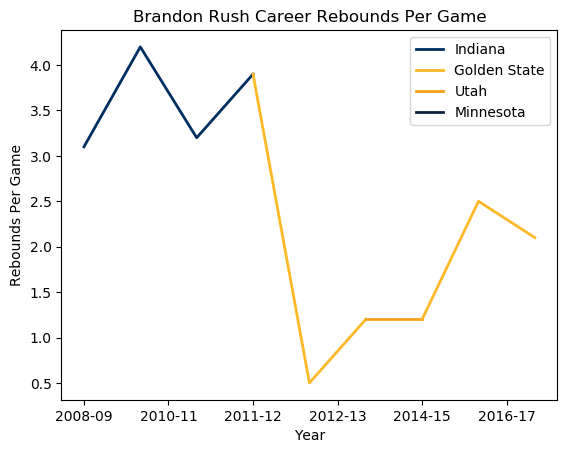 Brandon Rush Career Rebounds Per Game
Indiana
Golden State
Utah
Minnesota
Rebounds Per Game
4.0
3.5
3.0
2.5
2.0
1.5
1.0
0.5
2008-09 2010-11 2011-12 2012-13 2014-15 2016-17
Year